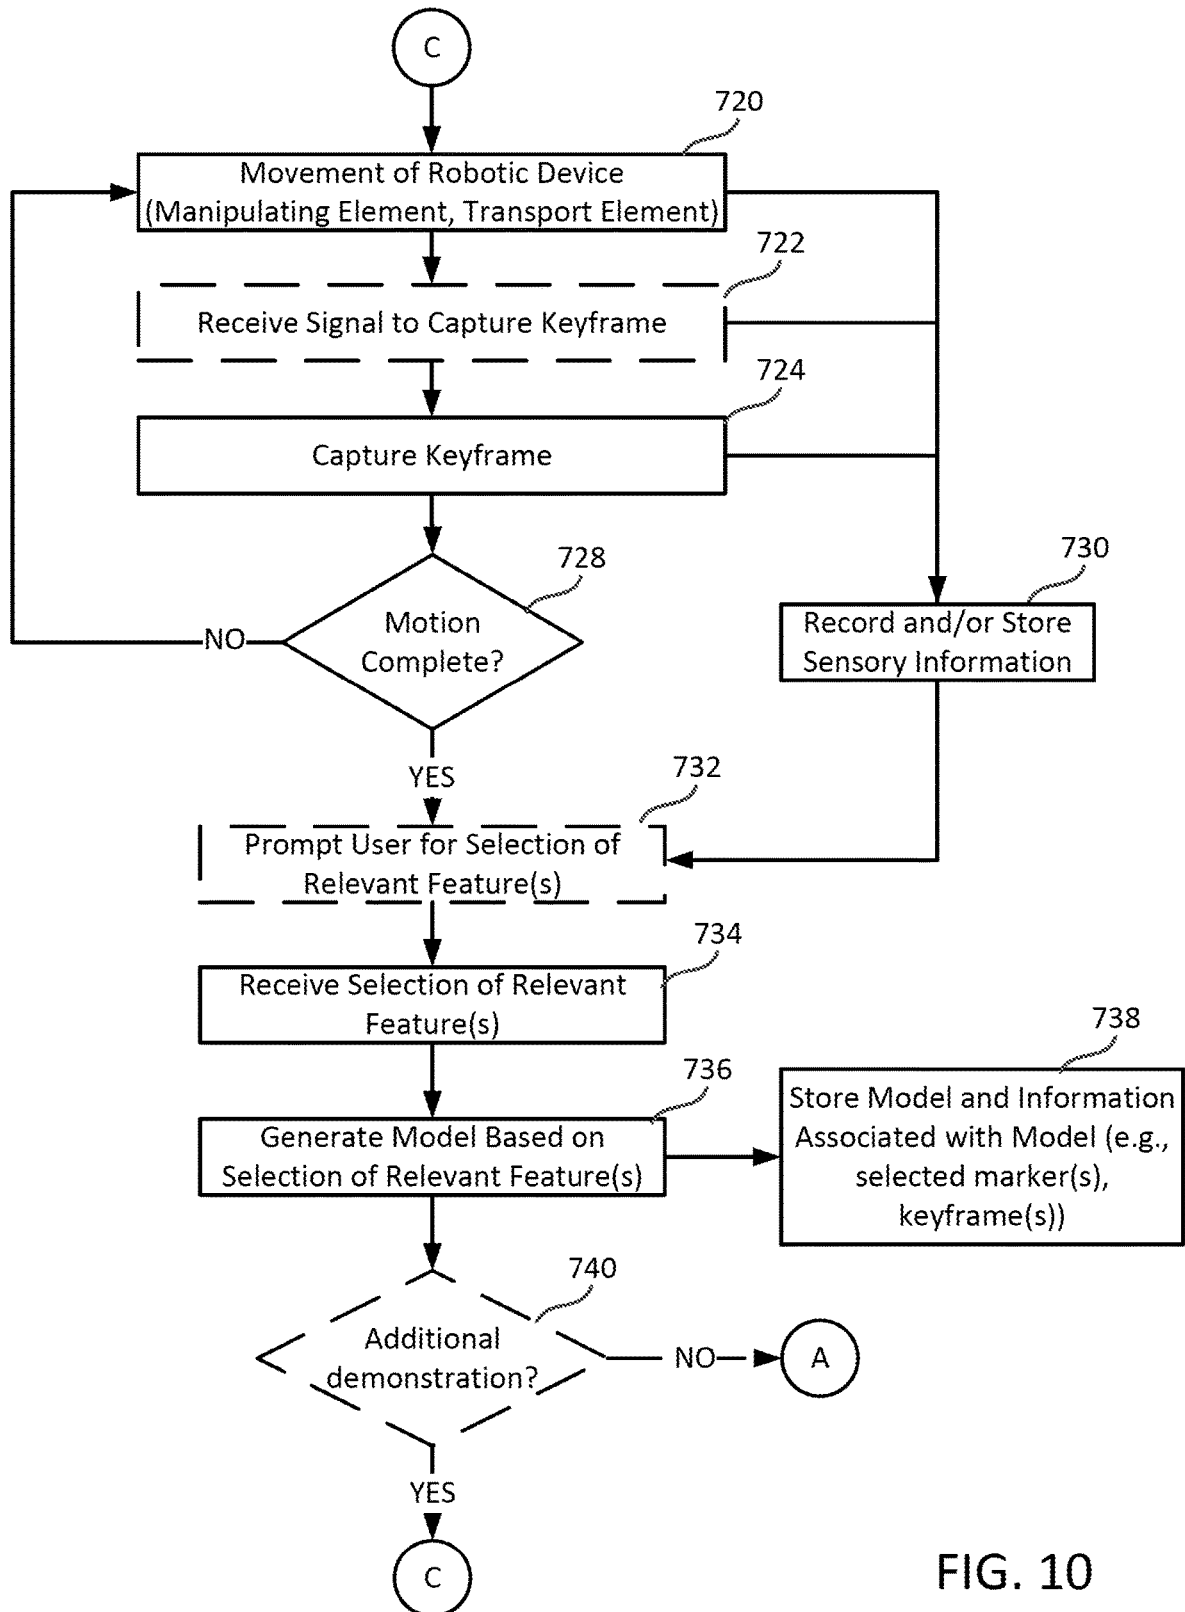 C
720
Movement of Robotic Device
(Manipulating Element, Transport Element)
722
Receive Signal to Capture Keyframe
724
Capture Keyframe
728
Motion
Complete?
NO
730
Record and/or Store
Sensory Information
YES
732
Prompt User for Selection of
Relevant Feature(s)
734
Receive Selection of Relevant
Feature(s)
736
Generate Model Based on
Selection of Relevant Feature(s)
738
Store Model and Information
Associated with Model (e.g.,
selected marker(s),
keyframe(s))
740
Additional
demonstration?
NO
A
YES
C
FIG. 10